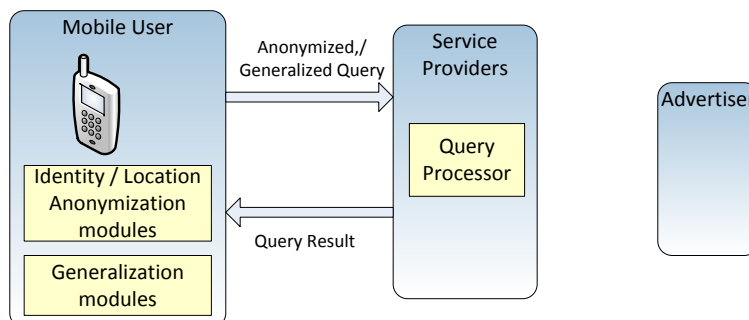 Mobile User
Identity / Location
Anonymization
modules
Generalization
modules
Anonymized,/
Generalized Query
Query Result
Service
Providers
Query
Processor
Advertise